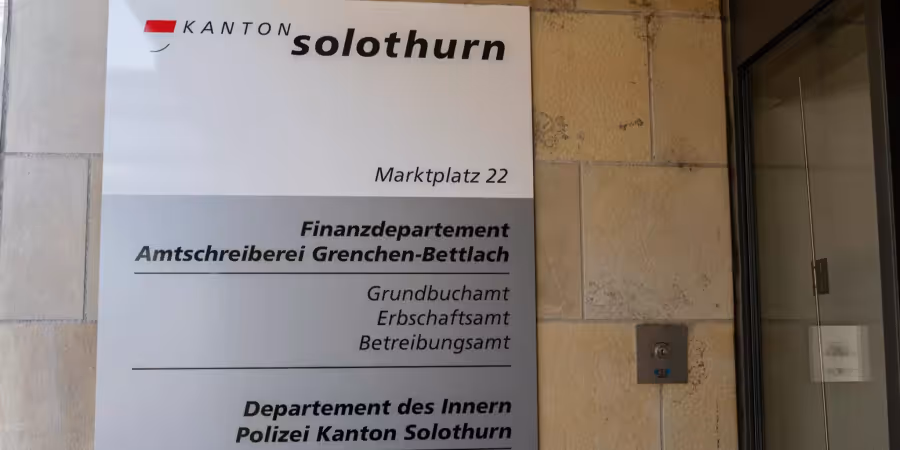 KANTON solothurn
Marktplatz 22
Finanzdepartement
Amtschreiberei Grenchen-Bettlach
Grundbuchamt
Erbschaftsamt
Betreibungsamt
Departement des Innern
Polizei Kanton Solothurn